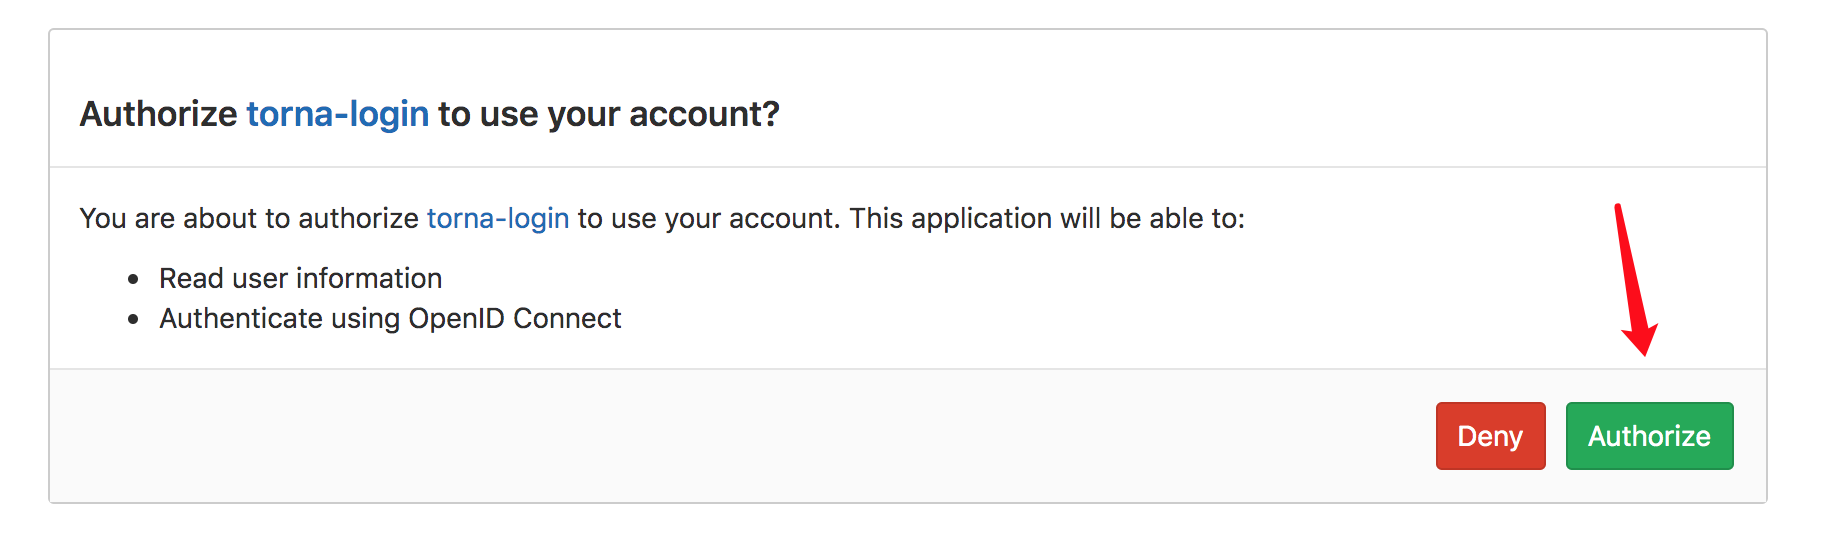 Authorize torna-login to use your account?
You are about to authorize torna-login to use your account. This application will be able to:
• Read user information
• Authenticate using OpenID Connect
Deny Authorize